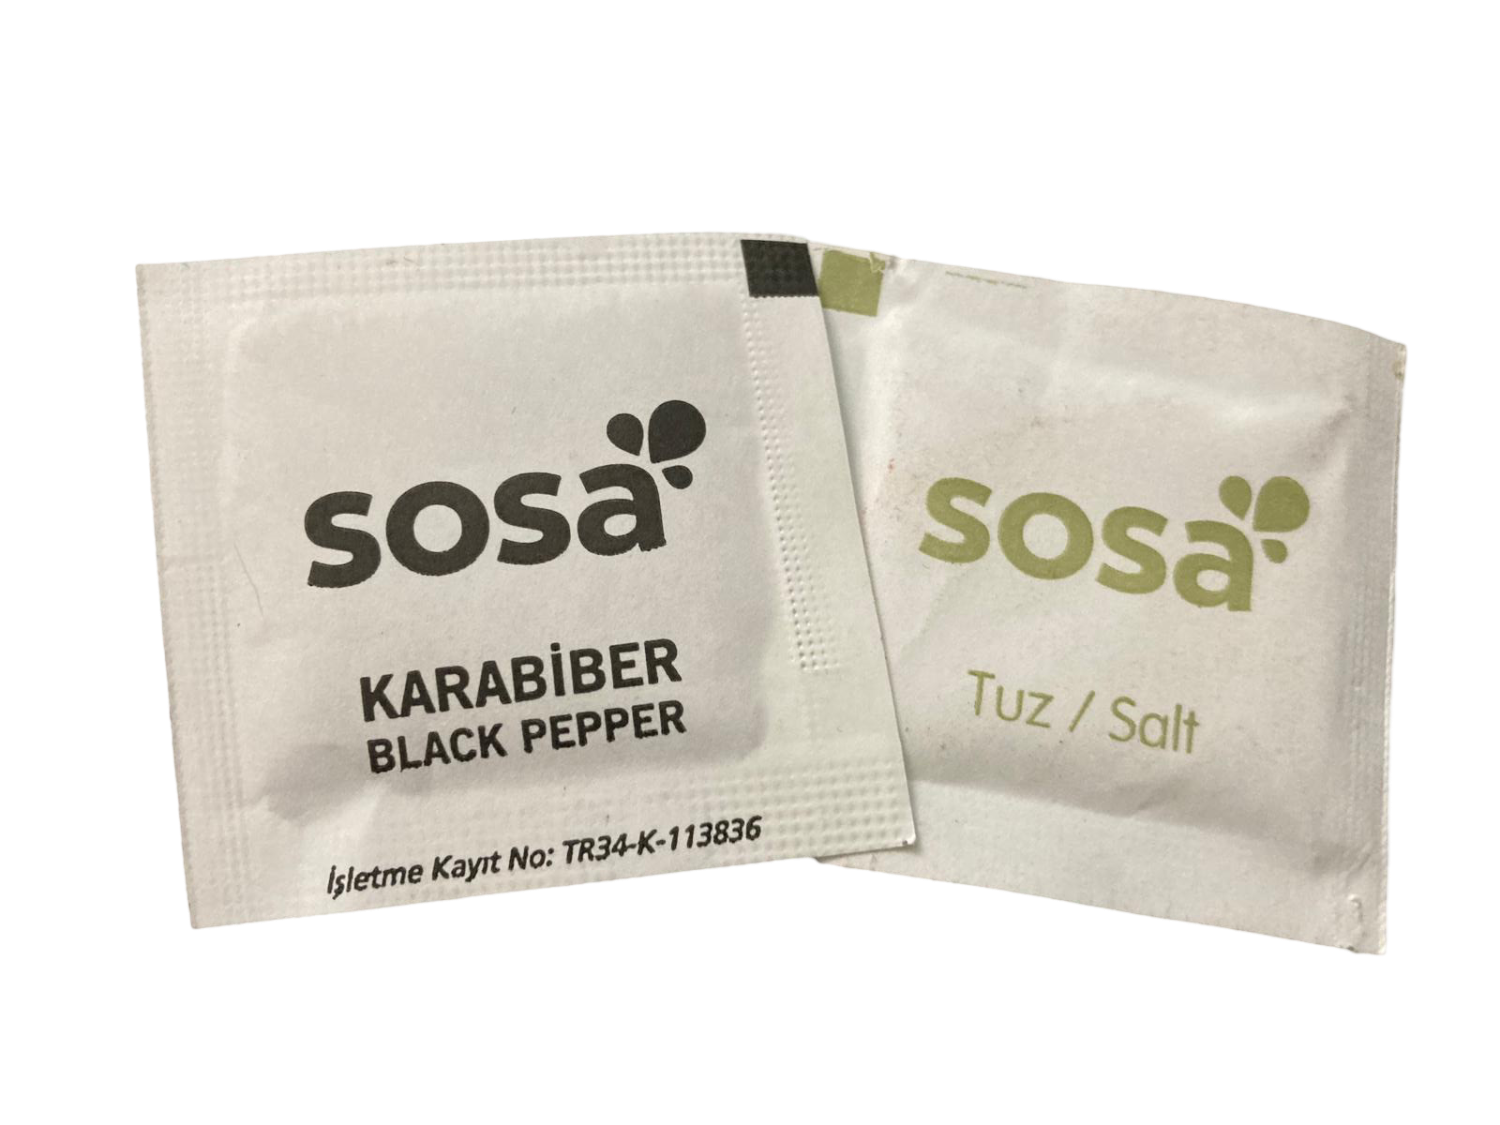 sosa
KARABİBER
BLACK PEPPER
İşletme Kayıt No: TR34-K-113836
sosa
Tuz / Salt